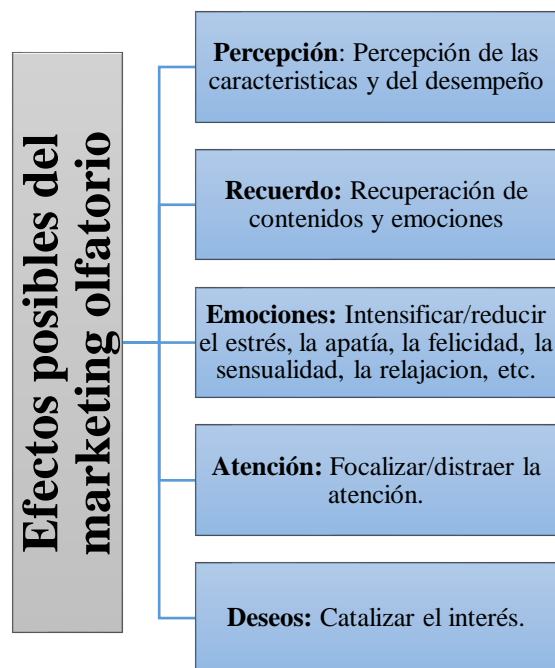 Efectos posibles del
marketing olfatorio
Percepción: Percepción de las
caracteristicas y del desempeño
Recuerdo: Recuperación de
contenidos y emociones
Emociones: Intensificar/reducir
el estrés, la apatía, la felicidad, la
sensualidad, la relajacion, etc.
Atención: Focalizar/distraer la
atención.
Deseos: Catalizar el interés.